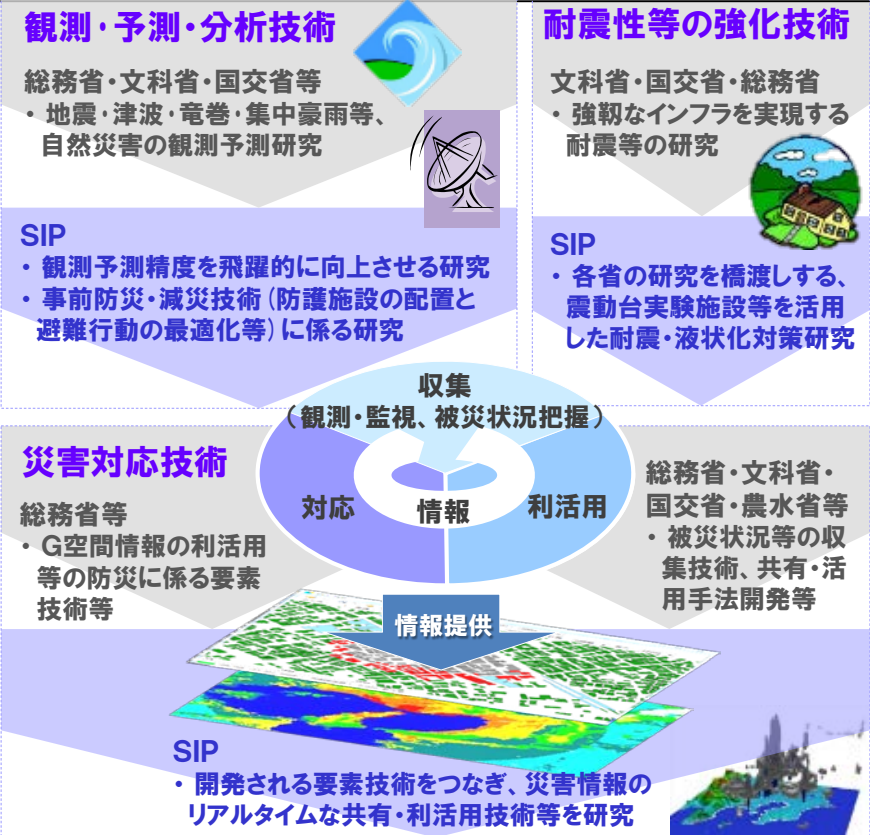 観測・予測・分析技術
総務省・文科省・国交省等
・ 地震・津波・竜巻・集中豪雨等、
自然災害の観測予測研究
SIP
・ 観測予測精度を飛躍的に向上させる研究
・ 事前防災・減災技術(防護施設の配置と
避難行動の最適化等)に係る研究
耐震性等の強化技術
文科省・国交省・総務省
・ 強靱なインフラを実現する
耐震等の研究
SIP
・ 各省の研究を橋渡しする、
震動台実験施設等を活用
した耐震・液状化対策研究
収集
(観測・監視、被災状況把握)
対応
情報
利活用
災害対応技術
総務省等
・ G空間情報の利活用
等の防災に係る要素
技術等
総務省・文科省・
国交省・農水省等
・ 被災状況等の収
集技術、共有・活
用手法開発等
情報提供
SIP
・ 開発される要素技術をつなぎ、災害情報の
リアルタイムな共有・利活用技術等を研究